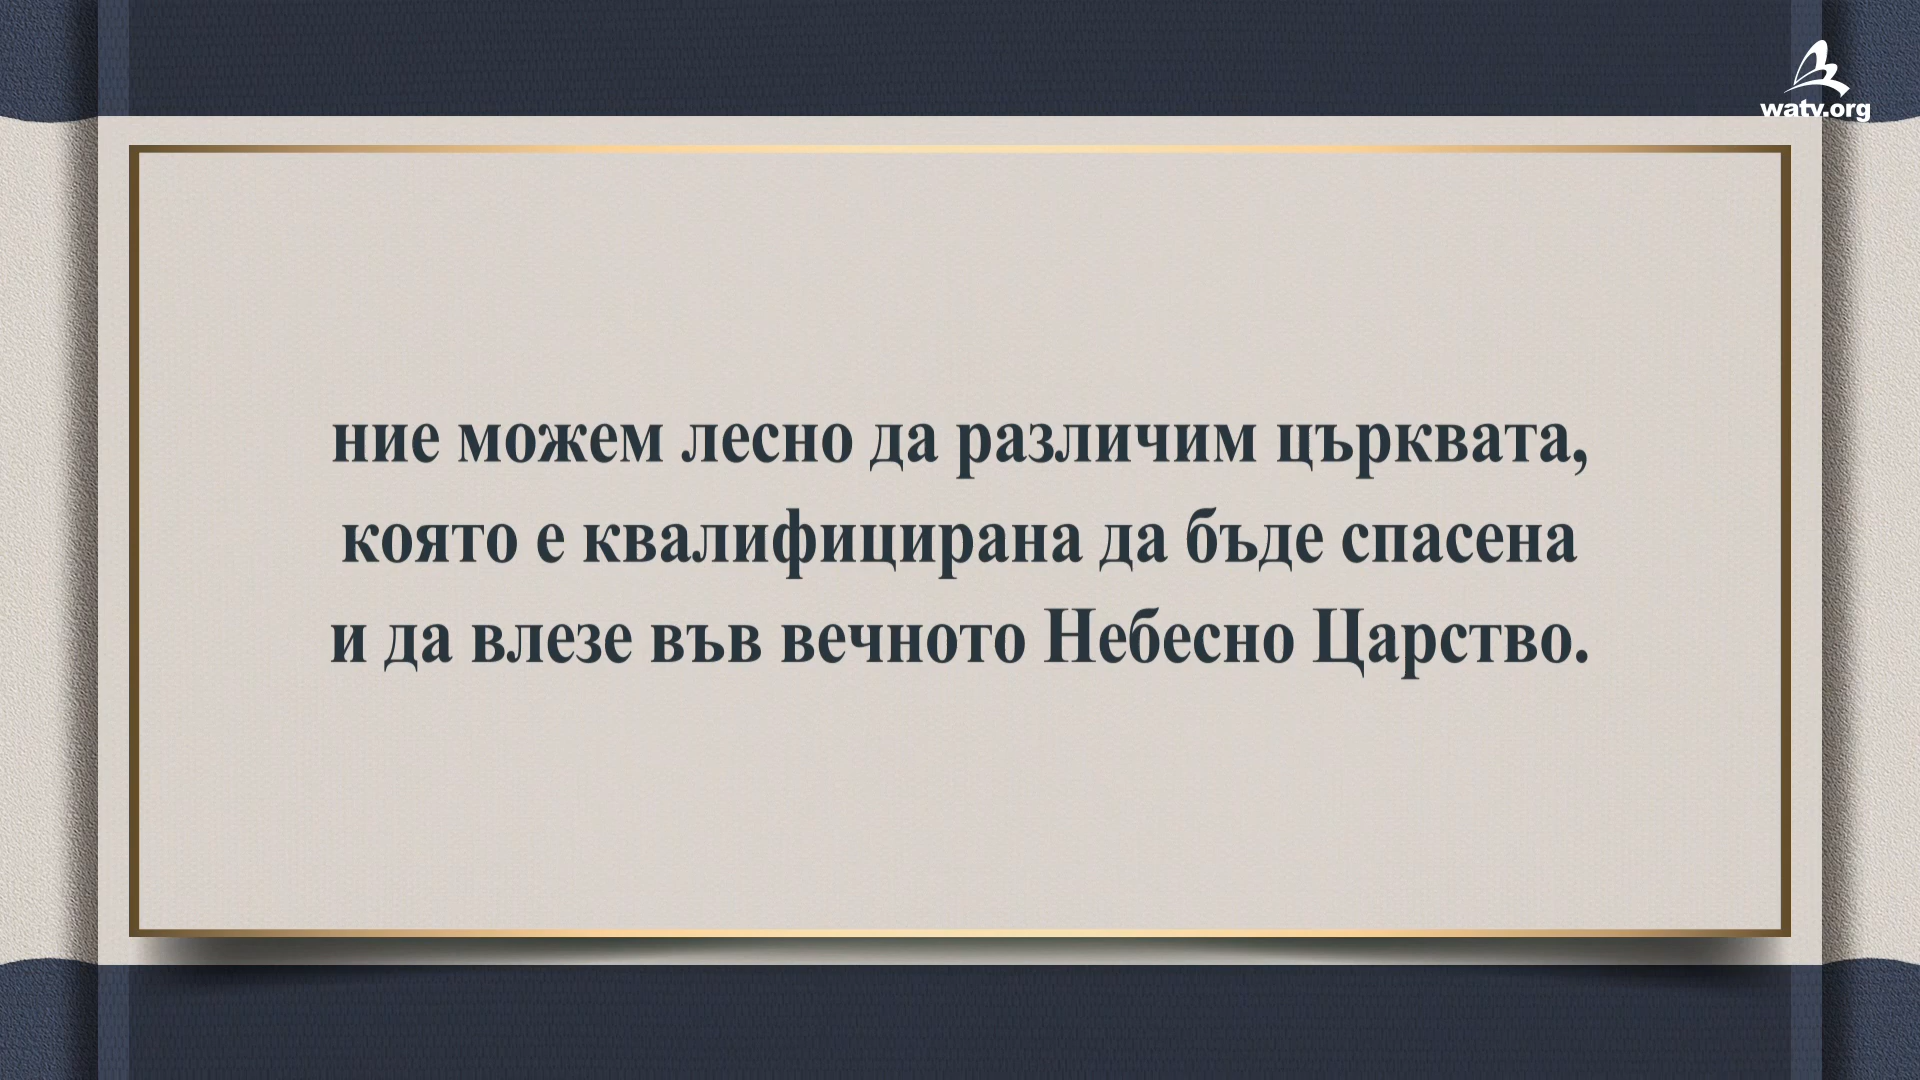 watv.org
ние можем лесно да различим църквата,
която е квалифицирана да бъде спасена
и да влезе във вечното Небесно Царство.